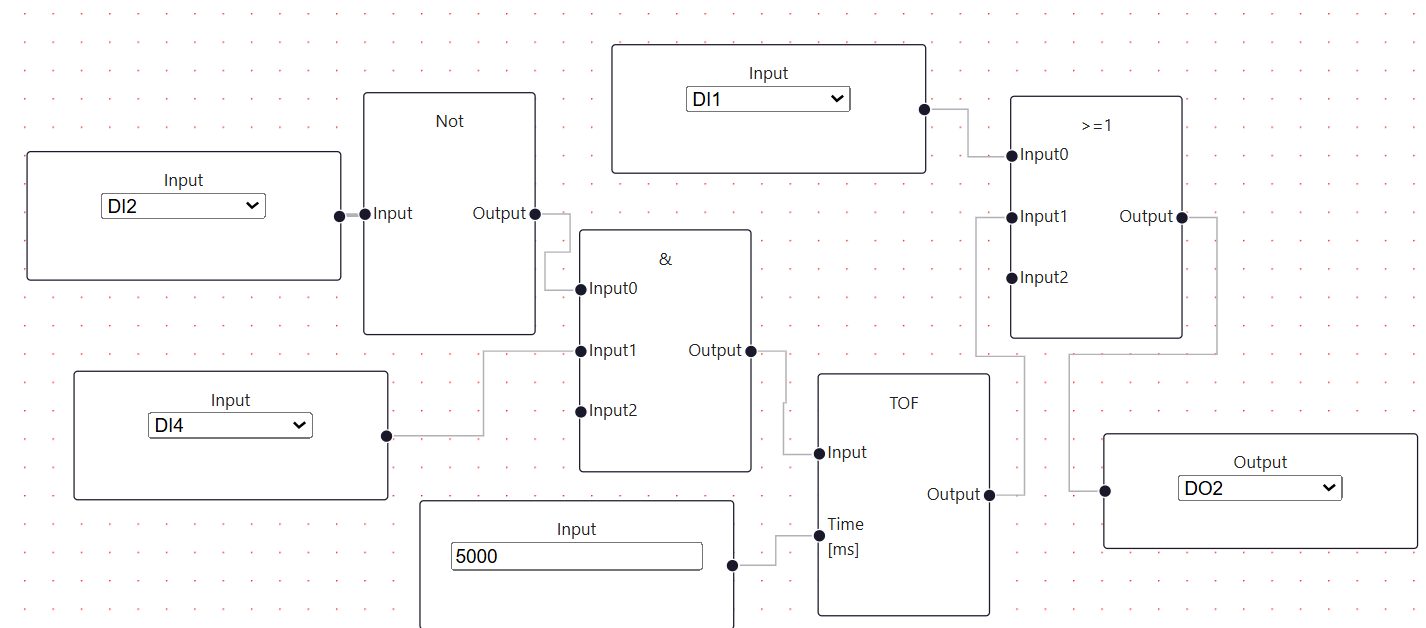 Input
DI1
Not
>=1
Input
DI2
Input0
Input
Output
Input1
Output
&
Input0
Input2
Input1
Output
Input
DI4
TOF
Input2
Input
Output
DO2
Output
Input
5000
Time
[ms]